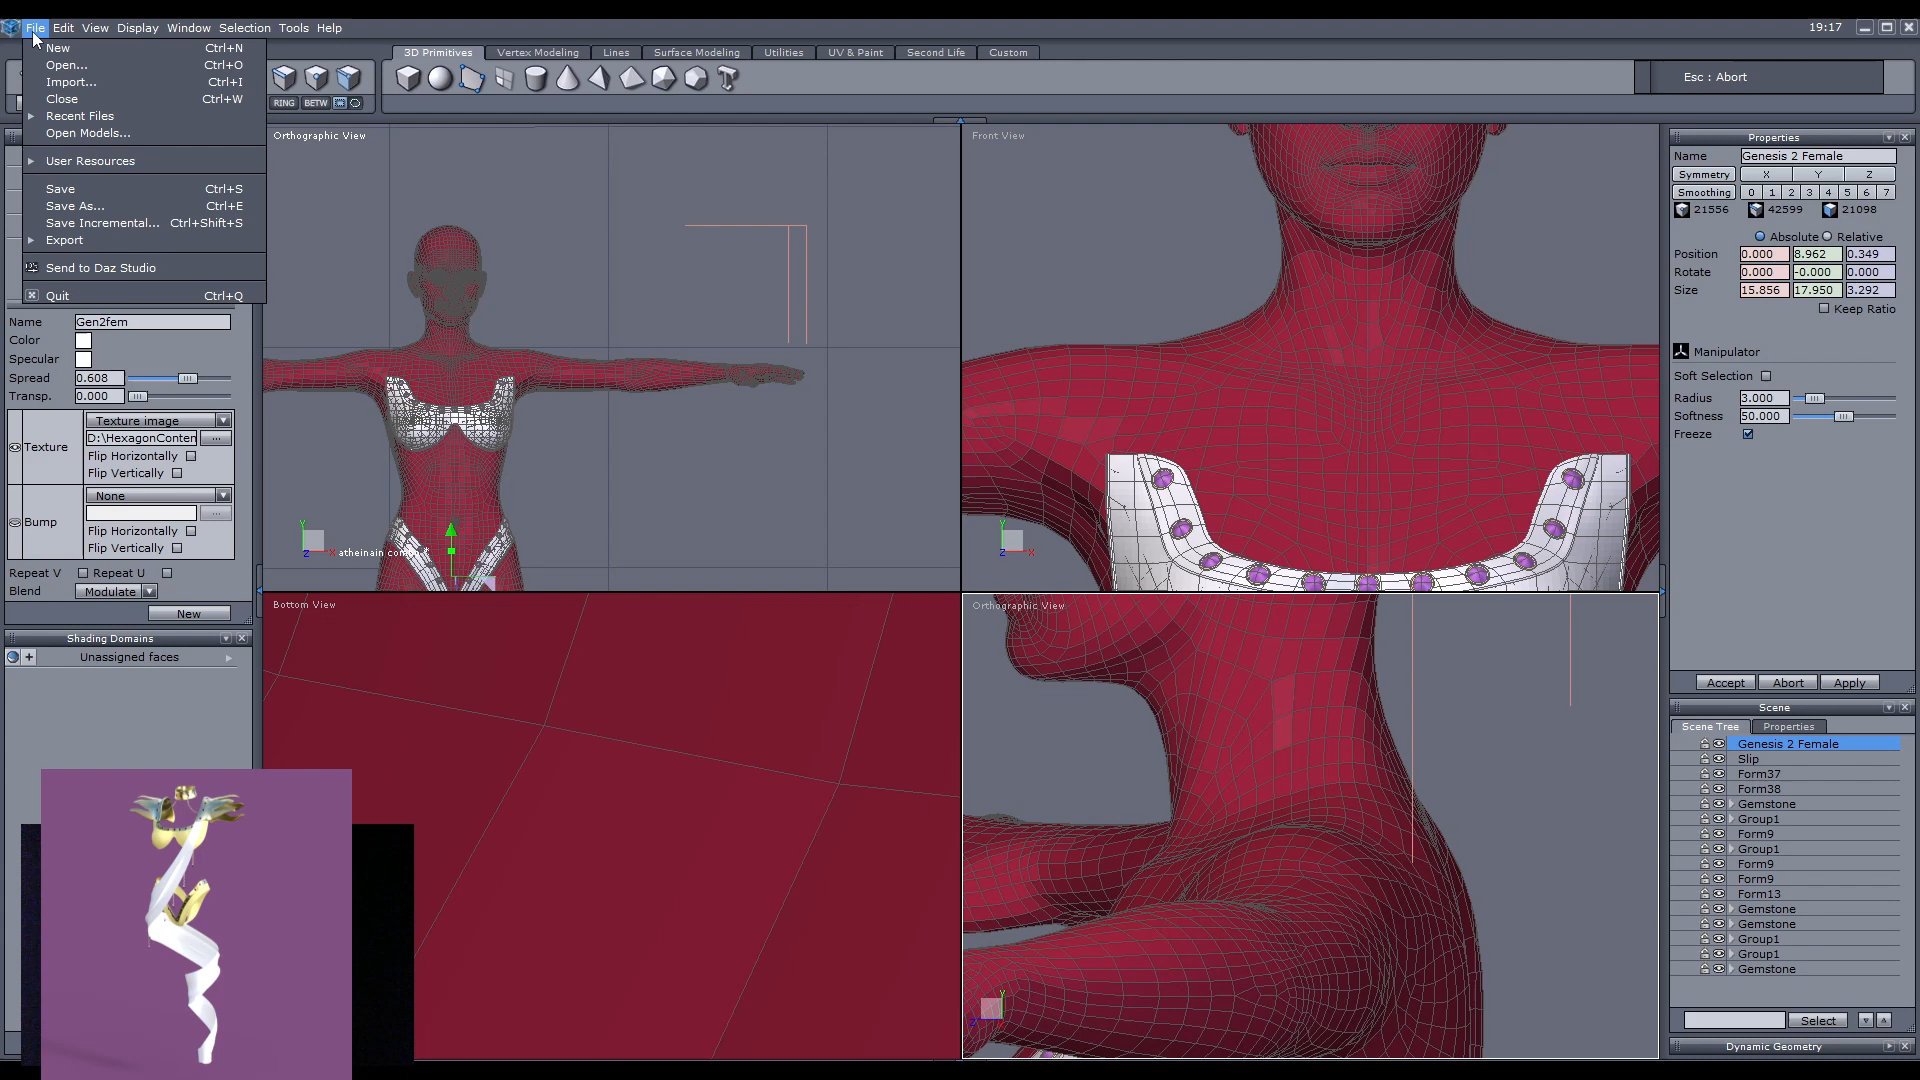 File Edit View Display Window Selection Tools Help
19:17
New Ctrl+N
Open... Ctrl+O
Import... Ctrl+I
Close Ctrl+W
Recent Files
Open Models...
User Resources
Save Ctrl+S
Save As... Ctrl+E
Save Incremental... Ctrl+Shift+S
Export
Send to Daz Studio
Quit Ctrl+Q
3D Primitives Vertex Modeling Lines Surface Modeling Utilities UV & Paint Second Life Custom
RING BETW
Esc : Abort
Name Gen2fem
Color
Specular
Spread 0.608
Transp. 0.000
Texture
Texture image
D:\HexagonConten ...
Flip Horizontally
Flip Vertically
Bump
None
...
Flip Horizontally
Flip Vertically
Repeat V Repeat U
Blend Modulate
New
Shading Domains
Unassigned faces
Orthographic View
Y
Z X
Front View
Y
Z X
Bottom View
Orthographic View
Y
Z
Properties
Name Genesis 2 Female
Symmetry X Y Z
Smoothing 0 1 2 3 4 5 6 7
21556 42599 21098
Absolute Relative
Position 0.000 8.962 0.349
Rotate 0.000 -0.000 0.000
Size 15.856 17.950 3.292
Keep Ratio
Manipulator
Soft Selection
Radius 3.000
Softness 50.000
Freeze
Accept Abort Apply
Scene
Scene Tree Properties
Genesis 2 Female
Slip
Form37
Form38
Gemstone
Group1
Form9
Group1
Form9
Form9
Form13
Gemstone
Gemstone
Group1
Group1
Gemstone
Select
Dynamic Geometry